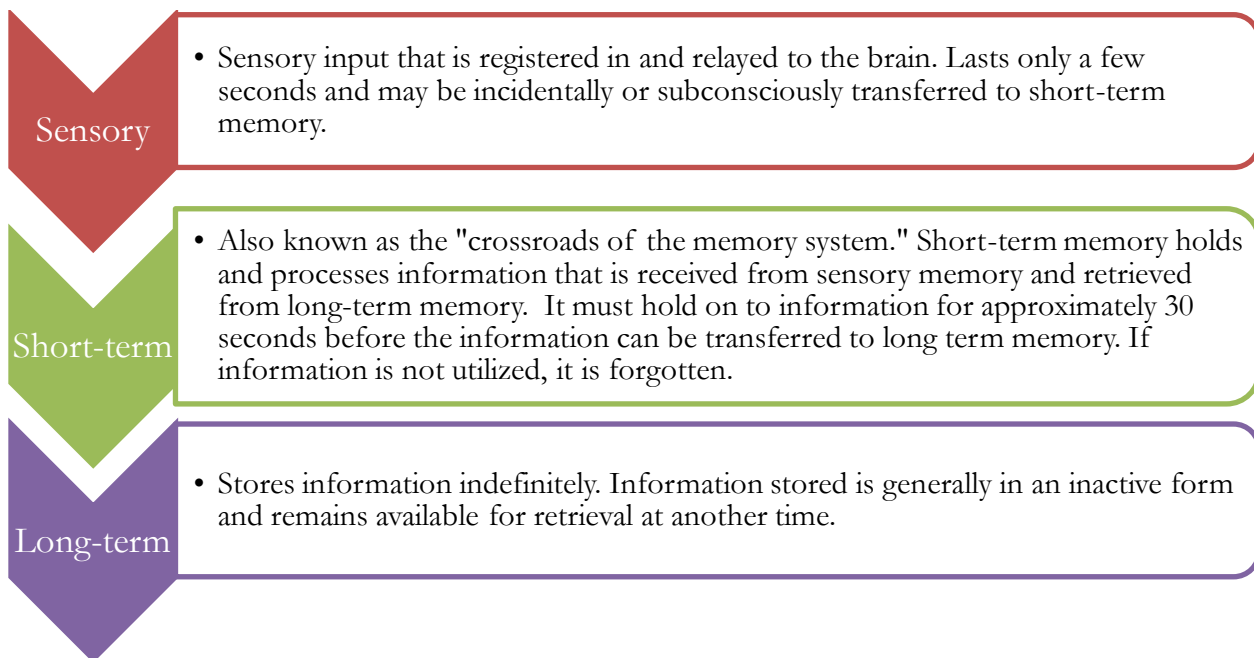 Sensory
• Sensory input that is registered in and relayed to the brain. Lasts only a few
seconds and may be incidentally or subconsciously transferred to short-term
memory.
Short-term
• Also known as the "crossroads of the memory system." Short-term memory holds
and processes information that is received from sensory memory and retrieved
from long-term memory.  It must hold on to information for approximately 30
seconds before the information can be transferred to long term memory. If
information is not utilized, it is forgotten.
Long-term
• Stores information indefinitely. Information stored is generally in an inactive form
and remains available for retrieval at another time.